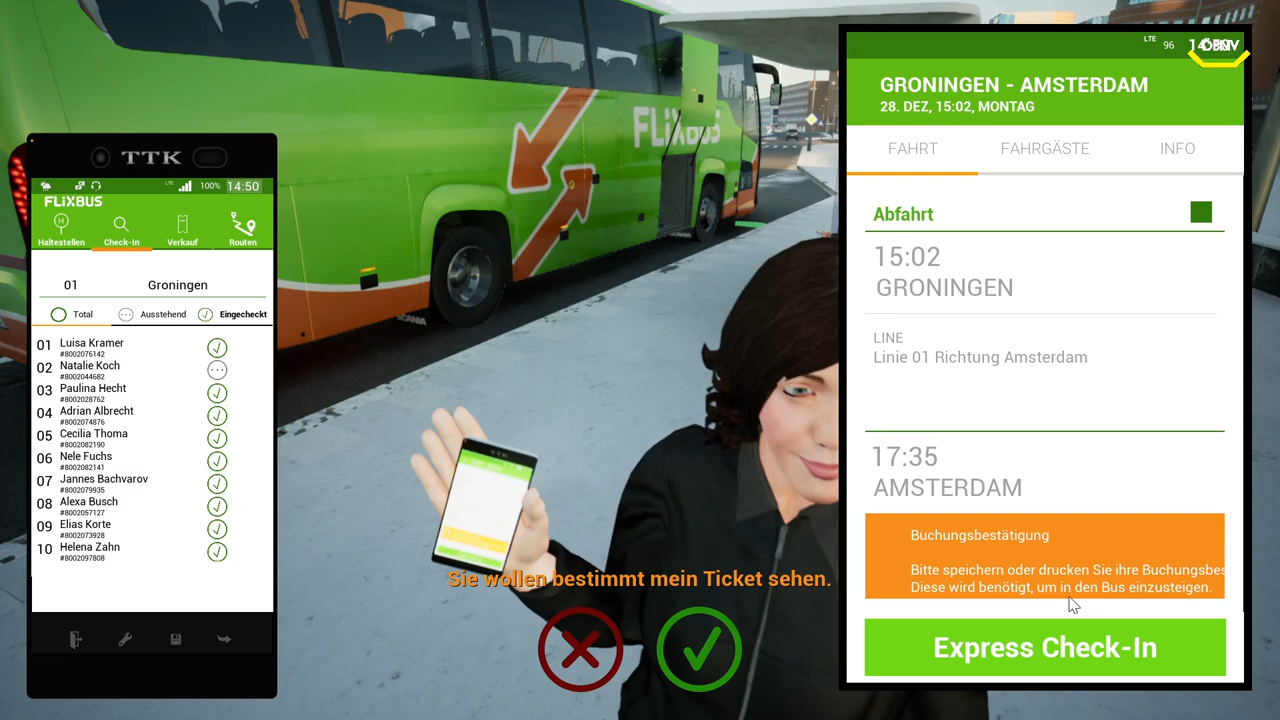 TTK
LTE
100%
14:50
FLiXBUS
Haltestellen
Check-In
Verkauf
Routen
01
Groningen
Total
Ausstehend
Eingecheckt
01 Luisa Kramer
#8002076142
02 Natalie Koch
#8002044682
03 Paulina Hecht
#8002028762
04 Adrian Albrecht
#8002074876
05 Cecilia Thoma
#8002082190
06 Nele Fuchs
#8002082141
07 Jannes Bachvarov
#8002079935
08 Alexa Busch
#8002057127
09 Elias Korte
#8002073928
10 Helena Zahn
#8002097808
FLiXBUS
SCANIA
TTK
Sie wollen bestimmt mein Ticket sehen.
LTE
96
GRONINGEN - AMSTERDAM
28. DEZ, 15:02, MONTAG
FAHRT
FAHRGÄSTE
INFO
Abfahrt
15:02
GRONINGEN
LINE
Linie 01 Richtung Amsterdam
17:35
AMSTERDAM
Buchungsbestätigung
Bitte speichern oder drucken Sie ihre Buchungsbes
Diese wird benötigt, um in den Bus einzusteigen.
Express Check-In